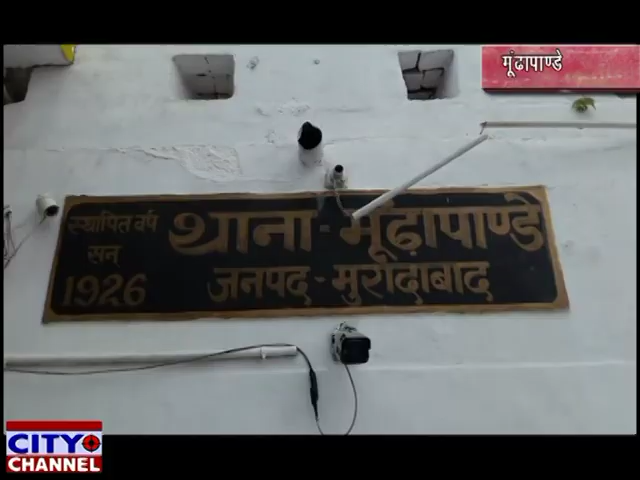 मूंढापाण्डे
स्थापित वर्ष
सन्
1926
थाना-मूंढ़ापाण्डे
जनपद-मुरादाबाद
CITY
CHANNEL